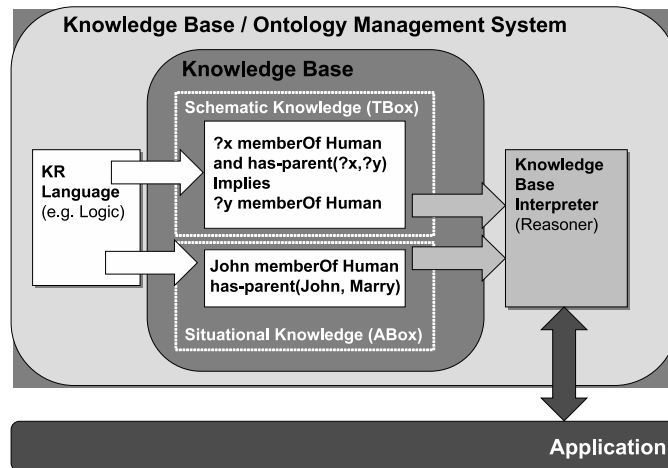 Knowledge Base / Ontology Management System
Knowledge Base
Schematic Knowledge (TBox)
?x memberOf Human
and has-parent(?x,?y)
Implies
?y memberOf Human
KR
Language
(e.g. Logic)
Knowledge
Base
Interpreter
(Reasoner)
John memberOf Human
has-parent(John, Marry)
Situational Knowledge (ABox)
Application